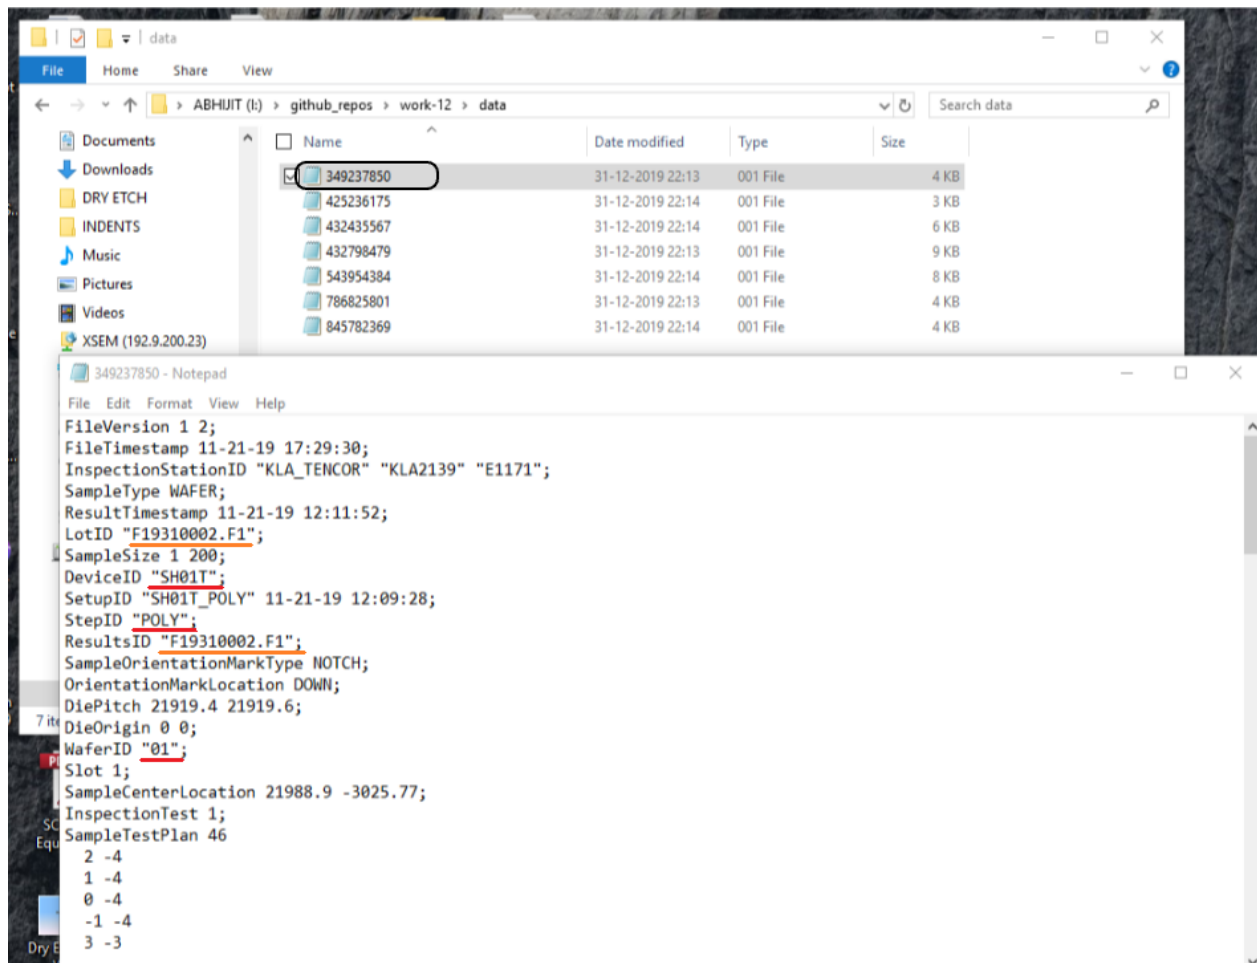 data
File Home Share View
ABHIJIT (I:) > github_repos > work-12 > data
Search data
Documents
Downloads
DRY ETCH
INDENTS
Music
Pictures
Videos
XSEM (192.9.200.23)
Name Date modified Type Size
349237850 31-12-2019 22:13 001 File 4 KB
425236175 31-12-2019 22:14 001 File 3 KB
432435567 31-12-2019 22:14 001 File 6 KB
432798479 31-12-2019 22:13 001 File 9 KB
543954384 31-12-2019 22:14 001 File 8 KB
786825801 31-12-2019 22:13 001 File 4 KB
845782369 31-12-2019 22:14 001 File 4 KB
349237850 - Notepad
File Edit Format View Help
FileVersion 1 2;
FileTimestamp 11-21-19 17:29:30;
InspectionStationID "KLA_TENCOR" "KLA2139" "E1171";
SampleType WAFER;
ResultTimestamp 11-21-19 12:11:52;
LotID "F19310002.F1";
SampleSize 1 200;
DeviceID "SH01T";
SetupID "SH01T_POLY" 11-21-19 12:09:28;
StepID "POLY";
ResultsID "F19310002.F1";
SampleOrientationMarkType NOTCH;
OrientationMarkLocation DOWN;
DiePitch 21919.4 21919.6;
DieOrigin 0 0;
WaferID "01";
Slot 1;
SampleCenterLocation 21988.9 -3025.77;
InspectionTest 1;
SampleTestPlan 46
2 -4
1 -4
0 -4
-1 -4
3 -3
7 ite
SC
Equ
Dry E